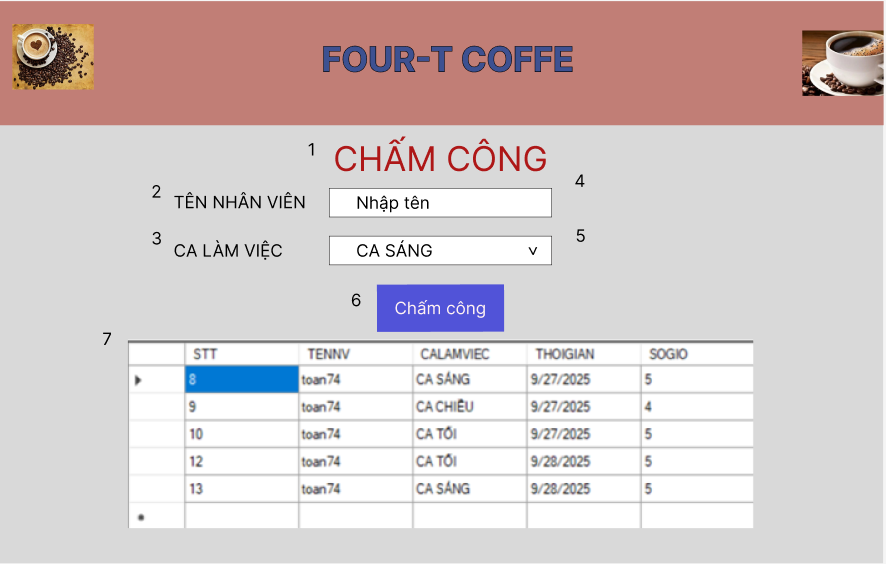 FOUR-T COFFE
1 CHẤM CÔNG
2 TÊN NHÂN VIÊN Nhập tên 4
3 CA LÀM VIỆC CA SÁNG v 5
6 Chấm công
7
STT TENNV CALAMVIEC THOIGIAN SOGIO
8 toan74 CA SÁNG 9/27/2025 5
9 toan74 CA CHIỀU 9/27/2025 4
10 toan74 CA TỐI 9/27/2025 5
12 toan74 CA TỐI 9/28/2025 5
13 toan74 CA SÁNG 9/28/2025 5